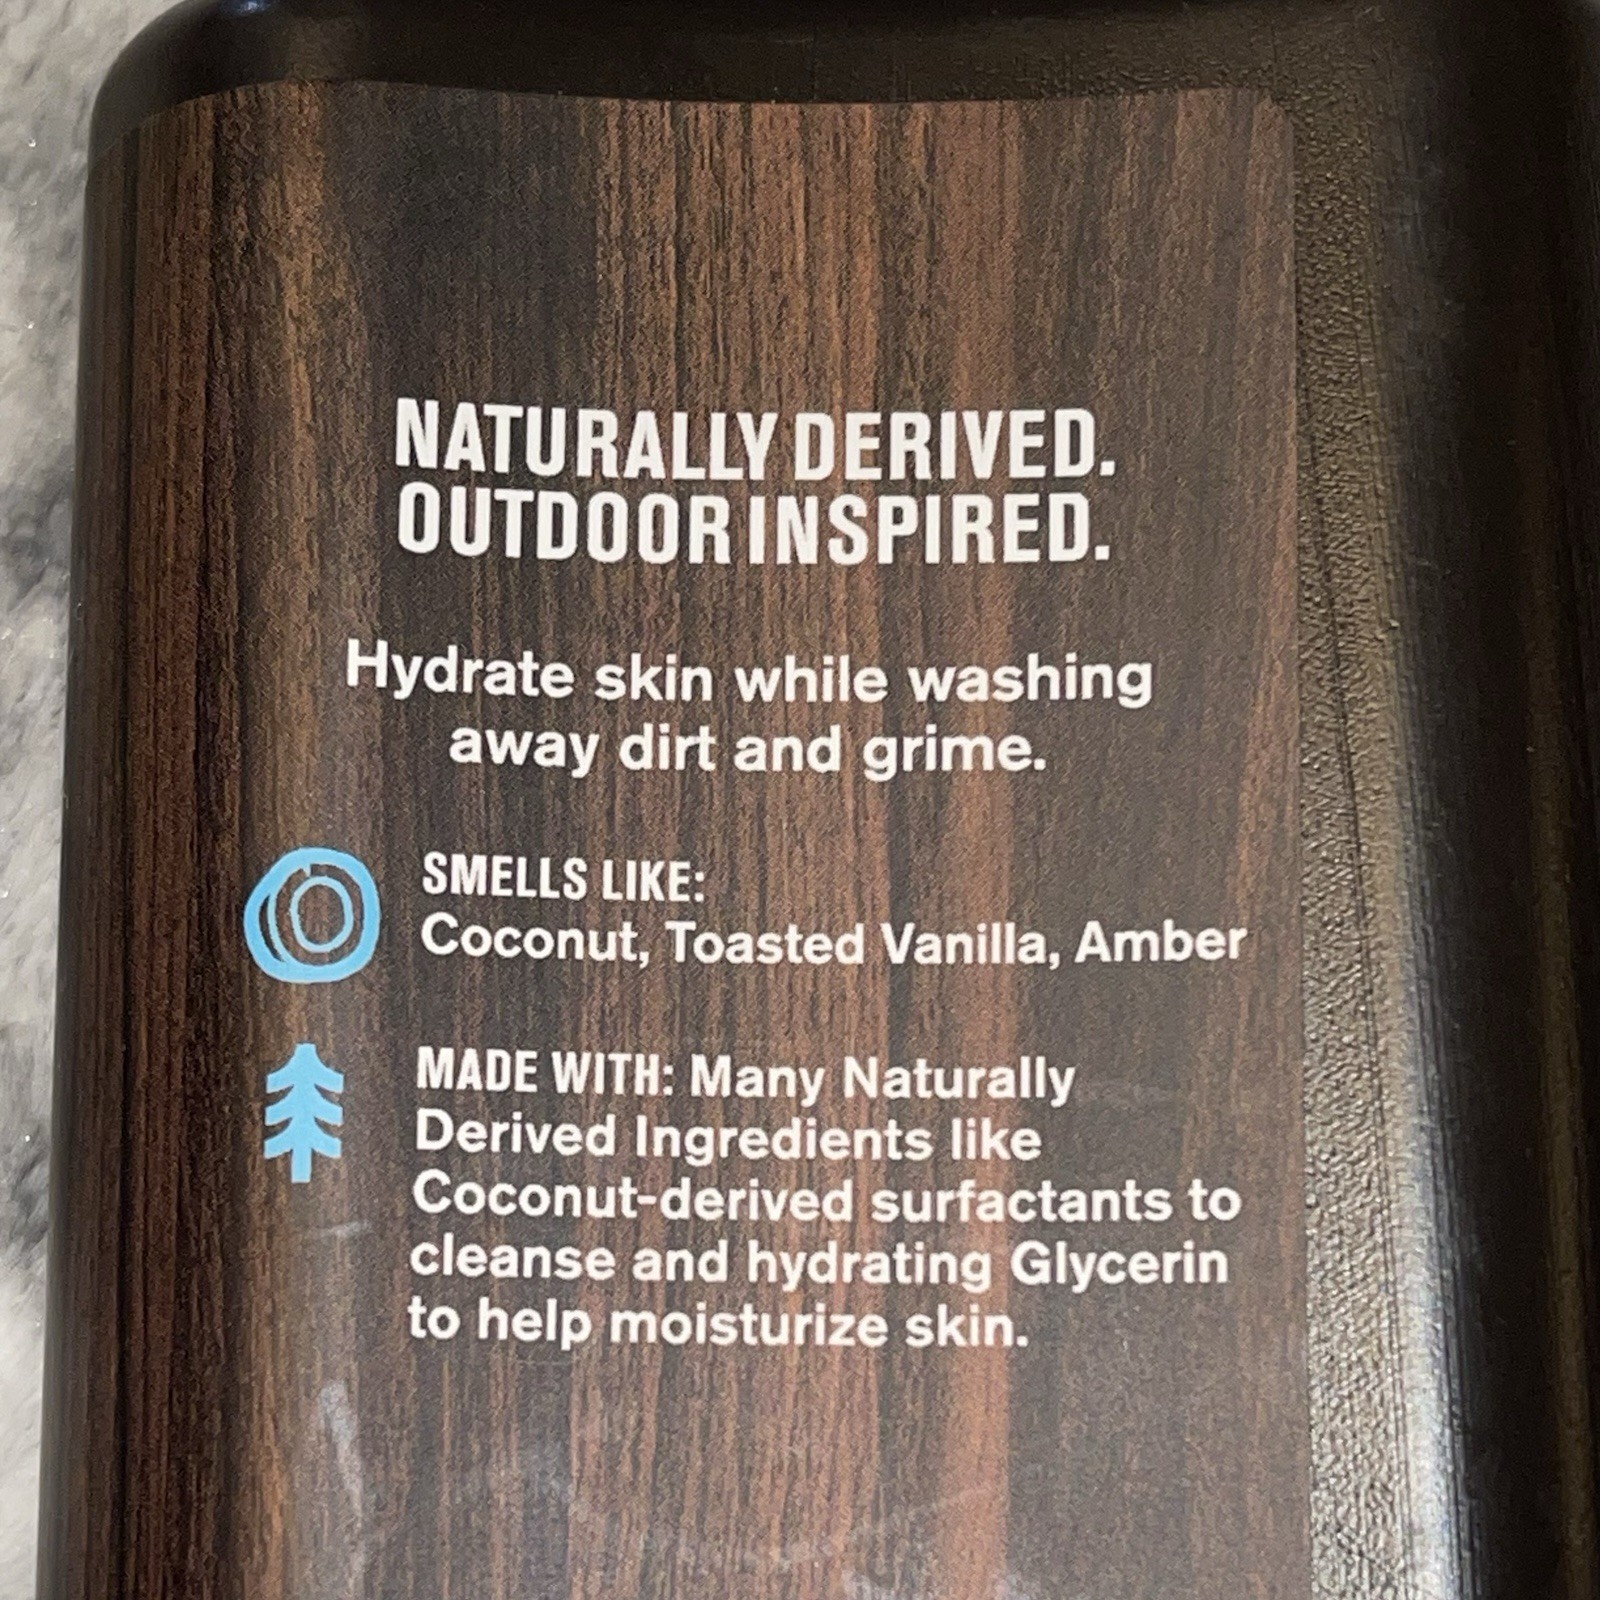 NATURALLY DERIVED.
OUTDOOR INSPIRED.
Hydrate skin while washing
away dirt and grime.
SMELLS LIKE:
Coconut, Toasted Vanilla, Amber
MADE WITH: Many Naturally
Derived Ingredients like
Coconut-derived surfactants to
cleanse and hydrating Glycerin
to help moisturize skin.